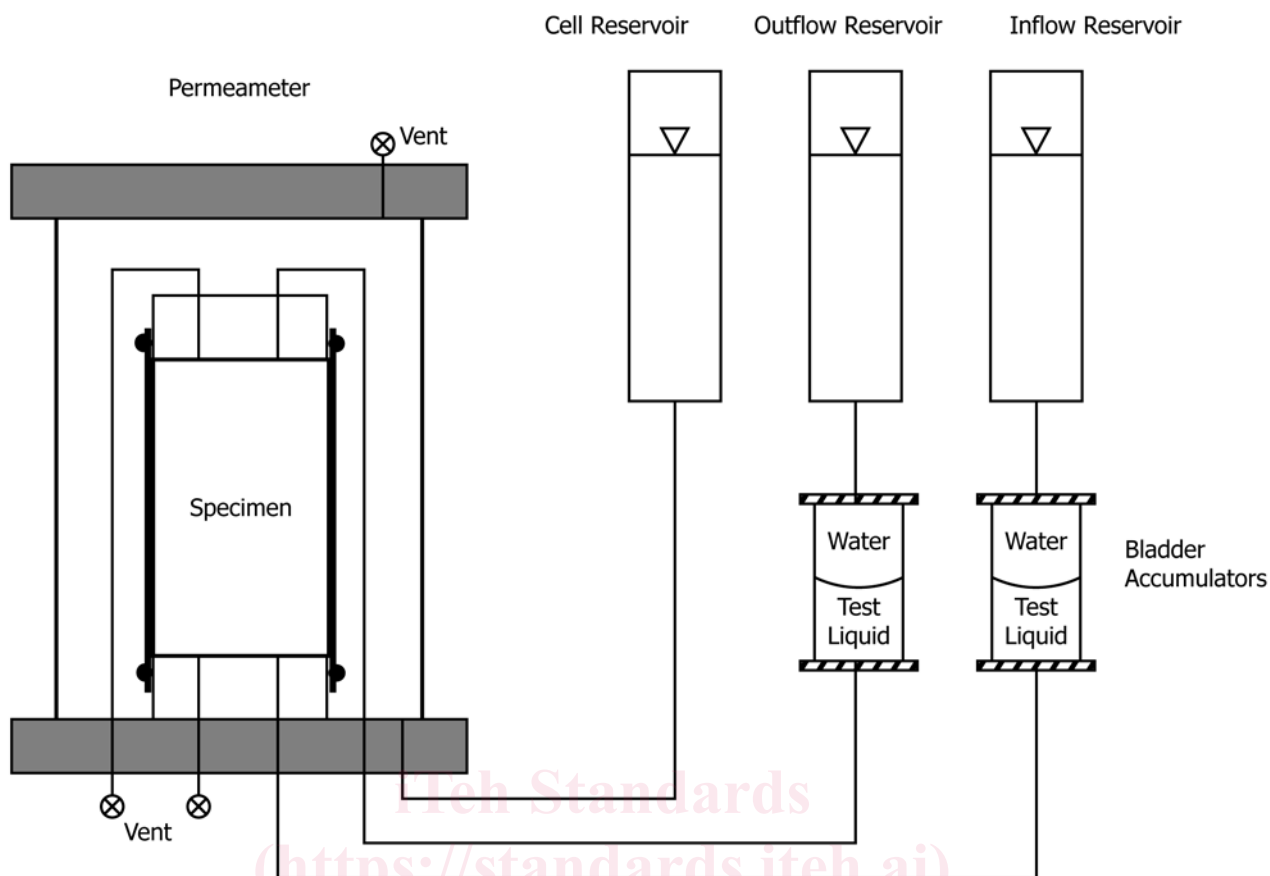 Cell Reservoir
Outflow Reservoir
Inflow Reservoir
Permeameter
Vent
Specimen
Water
Test
Liquid
Water
Test
Liquid
Bladder
Accumulators
Vent
iTeh Standards
(https://standards.iteh.ai)